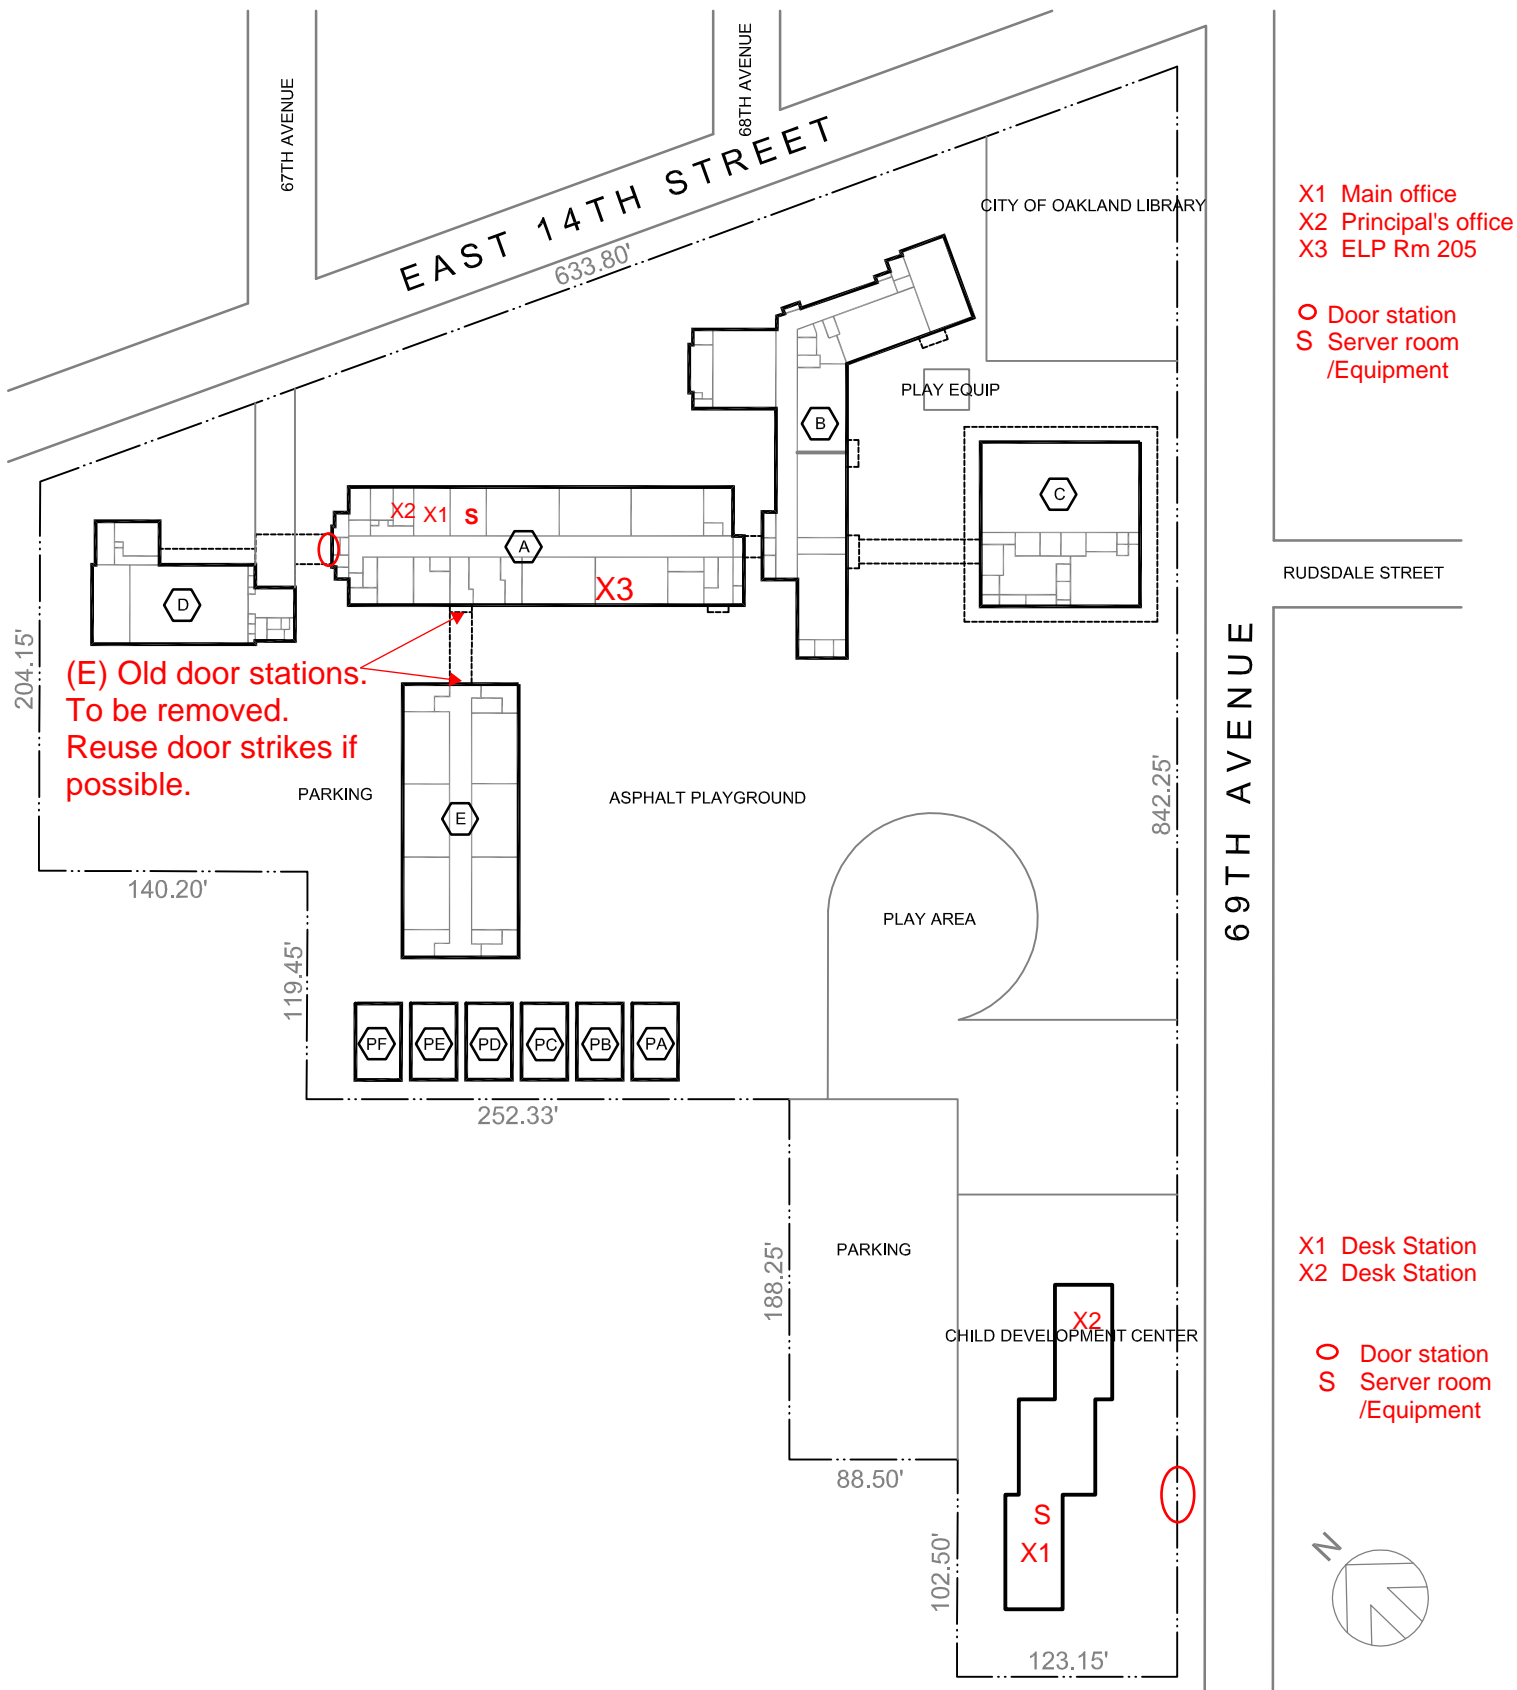 67TH AVENUE
68TH AVENUE
EAST 14TH STREET
633.80'
CITY OF OAKLAND LIBRARY
X1 Main office
X2 Principal's office
X3 ELP Rm 205
Door station
S Server room
/Equipment
PLAY EQUIP
B
C
X2 X1 S
A
X3
D
RUDSDALE STREET
204.15'
(E) Old door stations.
To be removed.
Reuse door strikes if
possible.
PARKING
ASPHALT PLAYGROUND
E
842.25'
69TH AVENUE
140.20'
119.45'
PLAY AREA
PF PE PD PC PB PA
252.33'
188.25'
PARKING
X1 Desk Station
X2 Desk Station
X2
CHILD DEVELOPMENT CENTER
Door station
S Server room
/Equipment
88.50'
S
X1
102.50'
N
123.15'